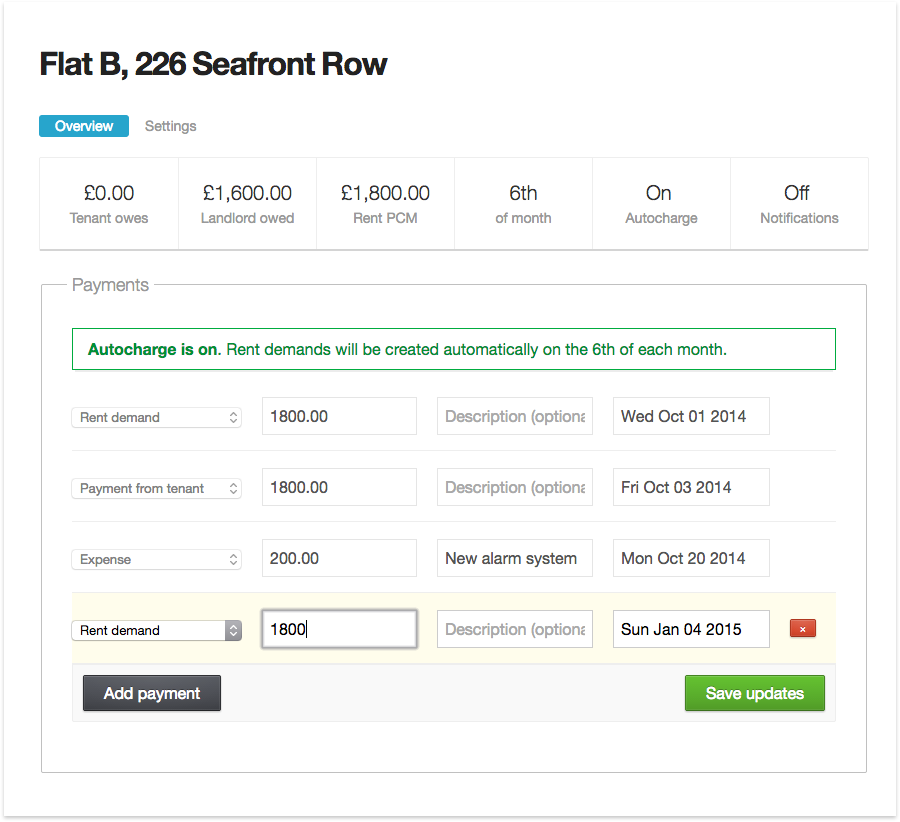 Flat B, 226 Seafront Row
Overview Settings
£0.00 £1,600.00 £1,800.00 6th On Off
Tenant owes Landlord owed Rent PCM of month Autocharge Notifications
Payments
Autocharge is on. Rent demands will be created automatically on the 6th of each month.
Rent demand 1800.00 Description (optiona Wed Oct 01 2014
Payment from tenant 1800.00 Description (optiona Fri Oct 03 2014
Expense 200.00 New alarm system Mon Oct 20 2014
Rent demand 1800 Description (optiona Sun Jan 04 2015 ×
Add payment Save updates